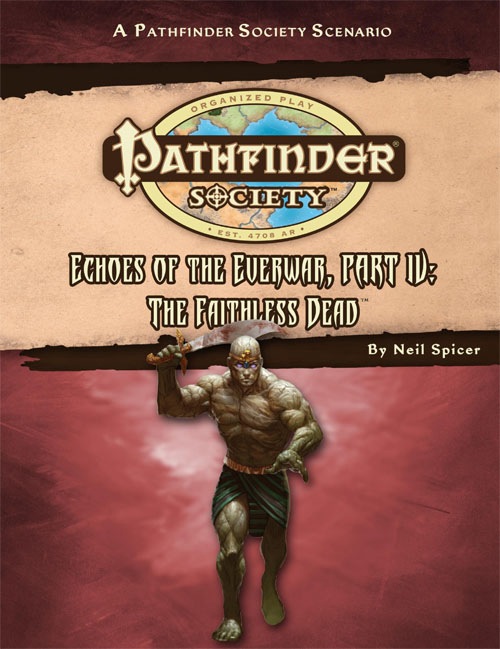 A Pathfinder Society Scenario
ORGANIZED PLAY
PATHFINDER®
SOCIETY™
• EST. 4708 AR •
Echoes of the Everwar, Part IV:
The Faithless Dead™
By Neil Spicer